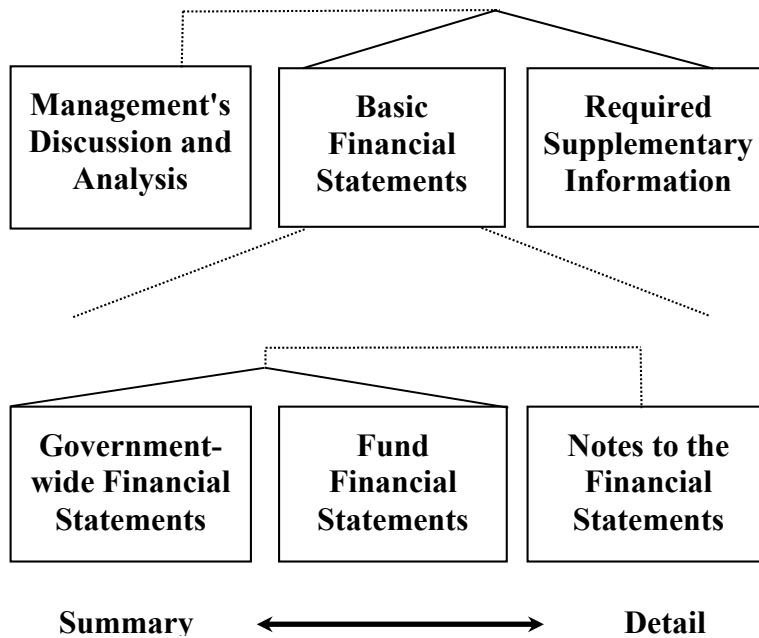 Management's
Discussion and
Analysis
Basic
Financial
Statements
Required
Supplementary
Information
Government-
wide Financial
Statements
Fund
Financial
Statements
Notes to the
Financial
Statements
Summary
Detail